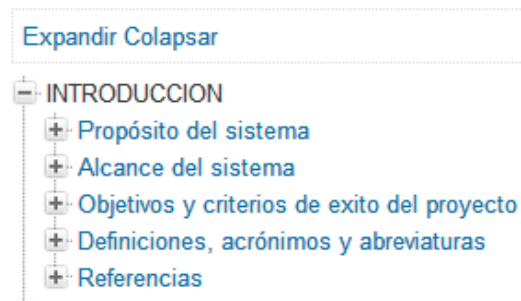 Expandir Colapsar
INTRODUCCION
Propósito del sistema
Alcance del sistema
Objetivos y criterios de exito del proyecto
Definiciones, acrónimos y abreviaturas
Referencias